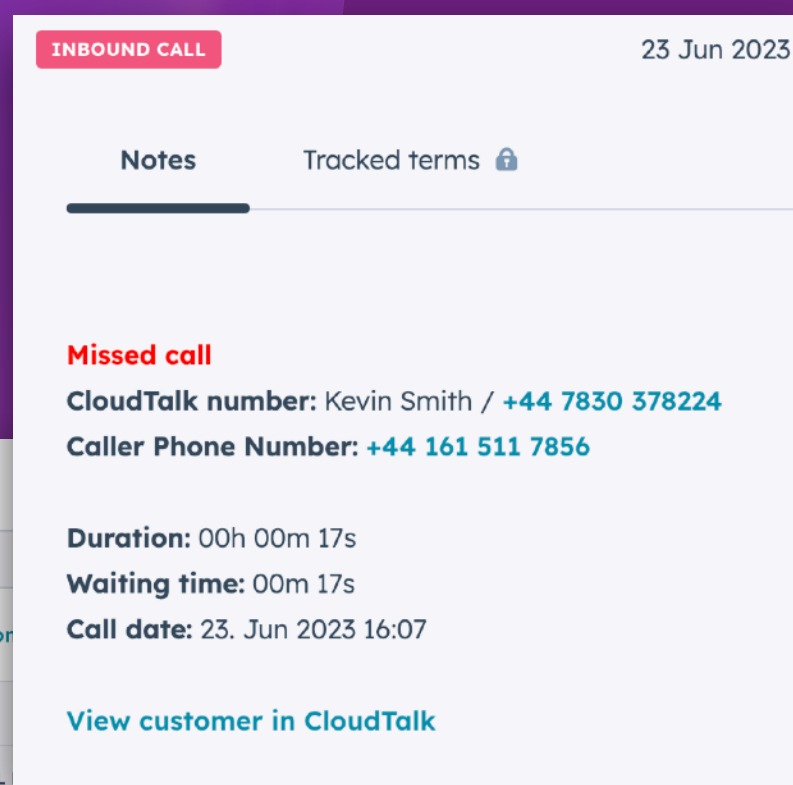 INBOUND CALL 23 Jun 2023
Notes Tracked terms
Missed call
CloudTalk number: Kevin Smith / +44 7830 378224
Caller Phone Number: +44 161 511 7856
Duration: 00h 00m 17s
Waiting time: 00m 17s
Call date: 23. Jun 2023 16:07
View customer in CloudTalk